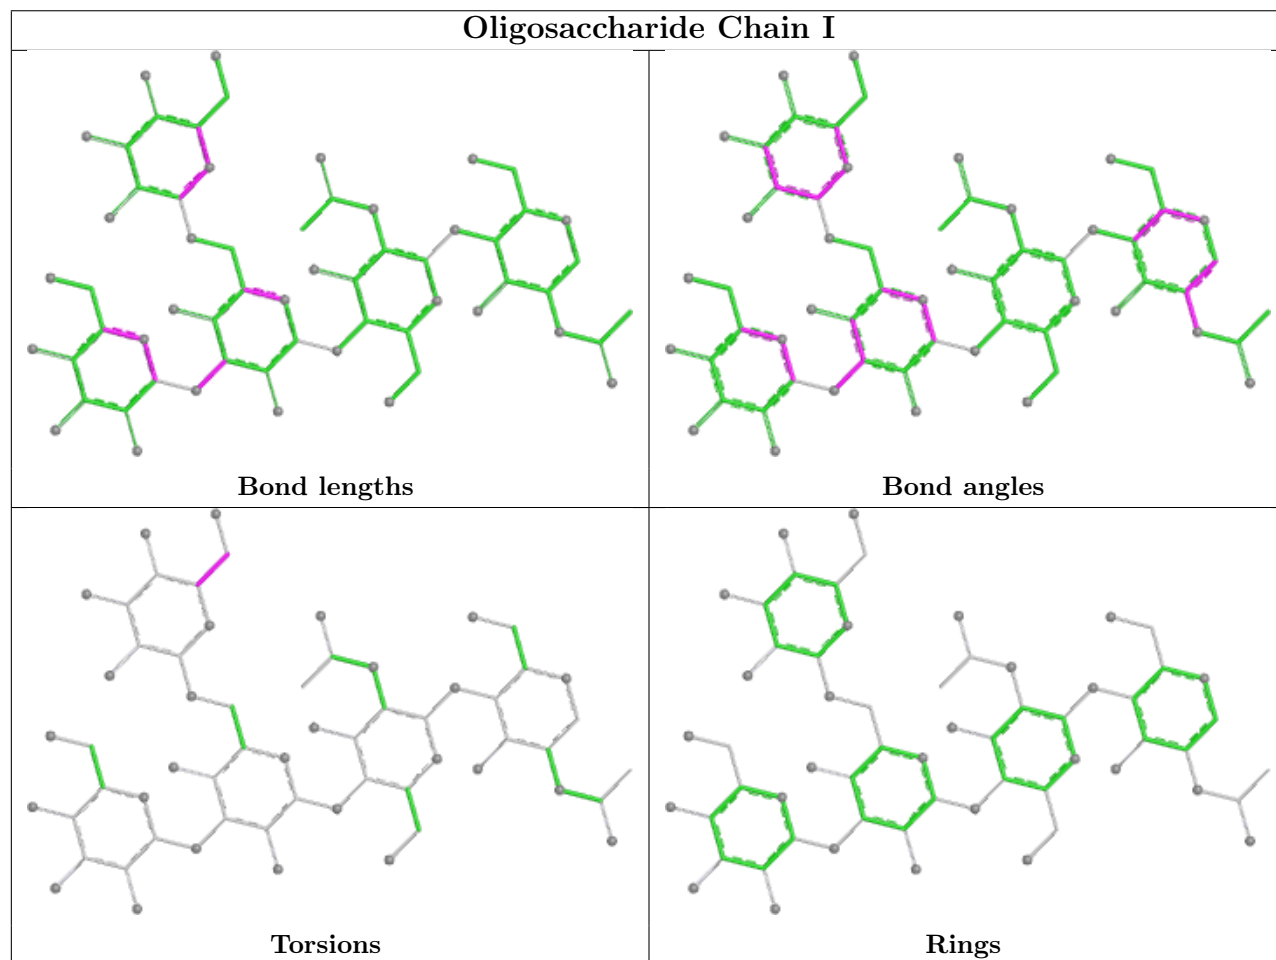 Oligosaccharide Chain I
Bond lengths
Bond angles
Torsions
Rings